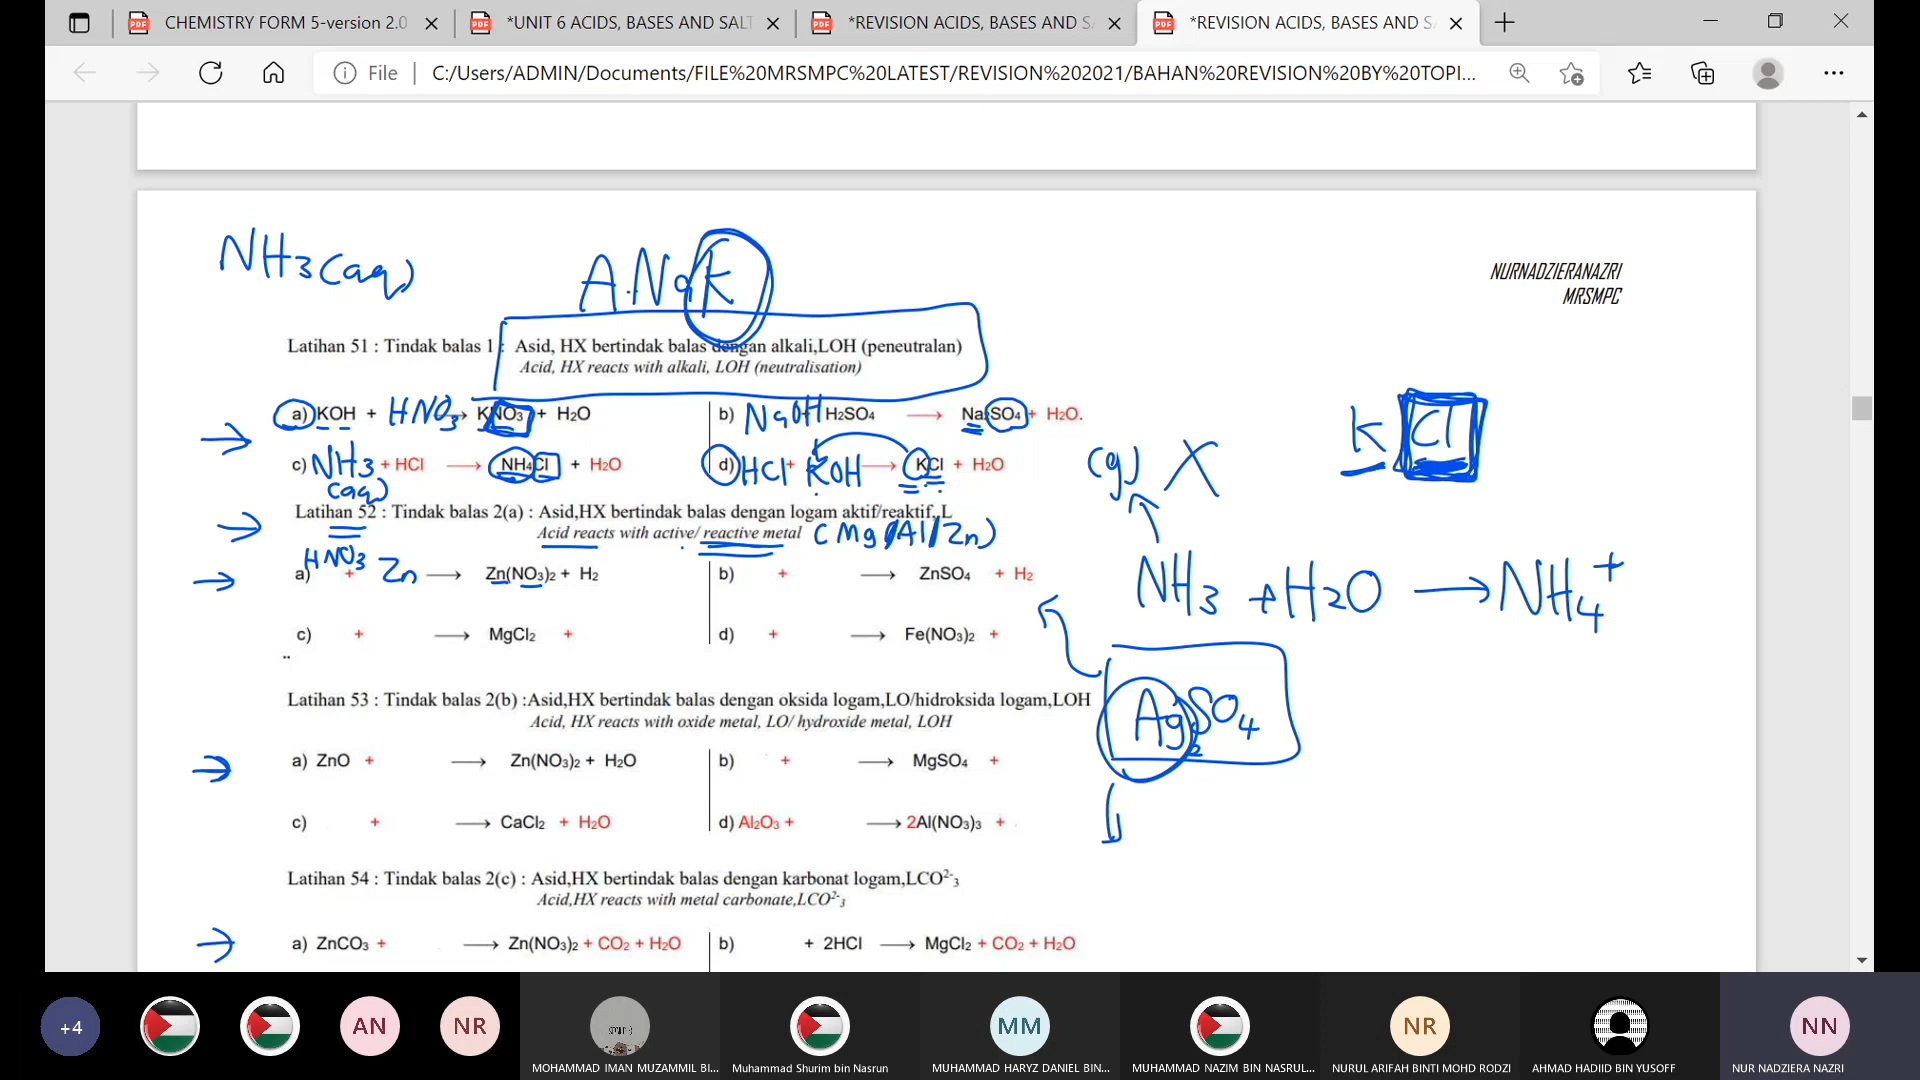 CHEMISTRY FORM 5-version 2.0
*UNIT 6 ACIDS, BASES AND SALT
*REVISION ACIDS, BASES AND SA
*REVISION ACIDS, BASES AND SA
File
C:/Users/ADMIN/Documents/FILE%20MRSMPC%20LATEST/REVISION%202021/BAHAN%20REVISION%20BY%20TOPI...
NH3(aq)
A.NaK
NURNADZIERANAZRI
MRSMPC
Latihan 51 : Tindak balas 1 : Asid, HX bertindak balas dengan alkali,LOH (peneutralan)
Acid, HX reacts with alkali, LOH (neutralisation)
a) KOH + HNO3 → KNO3 + H2O
b) NaOH H2SO4 → Na2SO4 + H2O.
KCl
c) NH3 + HCl → NH4Cl + H2O
(aq)
d) HCl + KOH → KCl + H2O
(g) X
Latihan 52 : Tindak balas 2(a) : Asid,HX bertindak balas dengan logam aktif/reaktif, L
Acid reacts with active/ reactive metal (Mg/Al/Zn)
a) HNO3 + Zn → Zn(NO3)2 + H2
b) + → ZnSO4 + H2
NH3 + H2O → NH4+
c) + → MgCl2 +
d) + → Fe(NO3)2 +
..
Ag2SO4
Latihan 53 : Tindak balas 2(b) :Asid,HX bertindak balas dengan oksida logam,LO/hidroksida logam,LOH
Acid, HX reacts with oxide metal, LO/ hydroxide metal, LOH
a) ZnO + → Zn(NO3)2 + H2O
b) + → MgSO4 +
c) + → CaCl2 + H2O
d) Al2O3 + → 2Al(NO3)3 +
Latihan 54 : Tindak balas 2(c) : Asid,HX bertindak balas dengan karbonat logam,LCO2-3
Acid,HX reacts with metal carbonate,LCO2-3
a) ZnCO3 + → Zn(NO3)2 + CO2 + H2O
b) + 2HCl → MgCl2 + CO2 + H2O
+4
AN
NR
MM
NR
NN
MOHAMMAD IMAN MUZAMMIL BI...
Muhammad Shurim bin Nasrun
MUHAMMAD HARYZ DANIEL BIN...
MUHAMMAD NAZIM BIN NASRUL...
NURUL ARIFAH BINTI MOHD RODZI
AHMAD HADIID BIN YUSOFF
NUR NADZIERA NAZRI